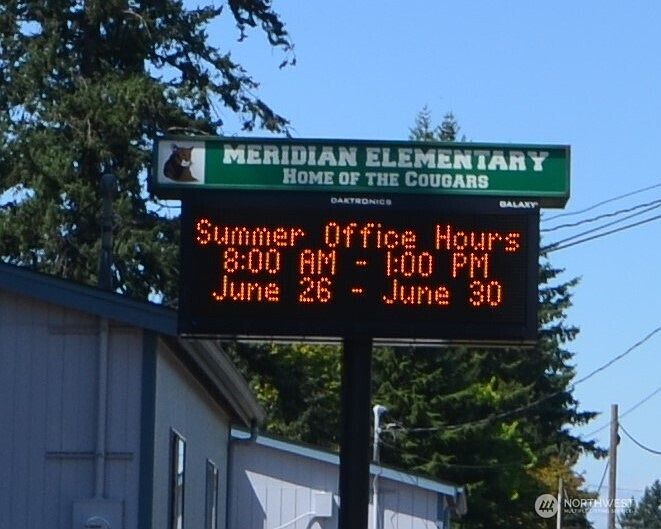 MERIDIAN ELEMENTARY
HOME OF THE COUGARS
DAKTRONICS GALAXY
Summer Office Hours
8:00 AM - 1:00 PM
June 26 - June 30
NORTHWEST